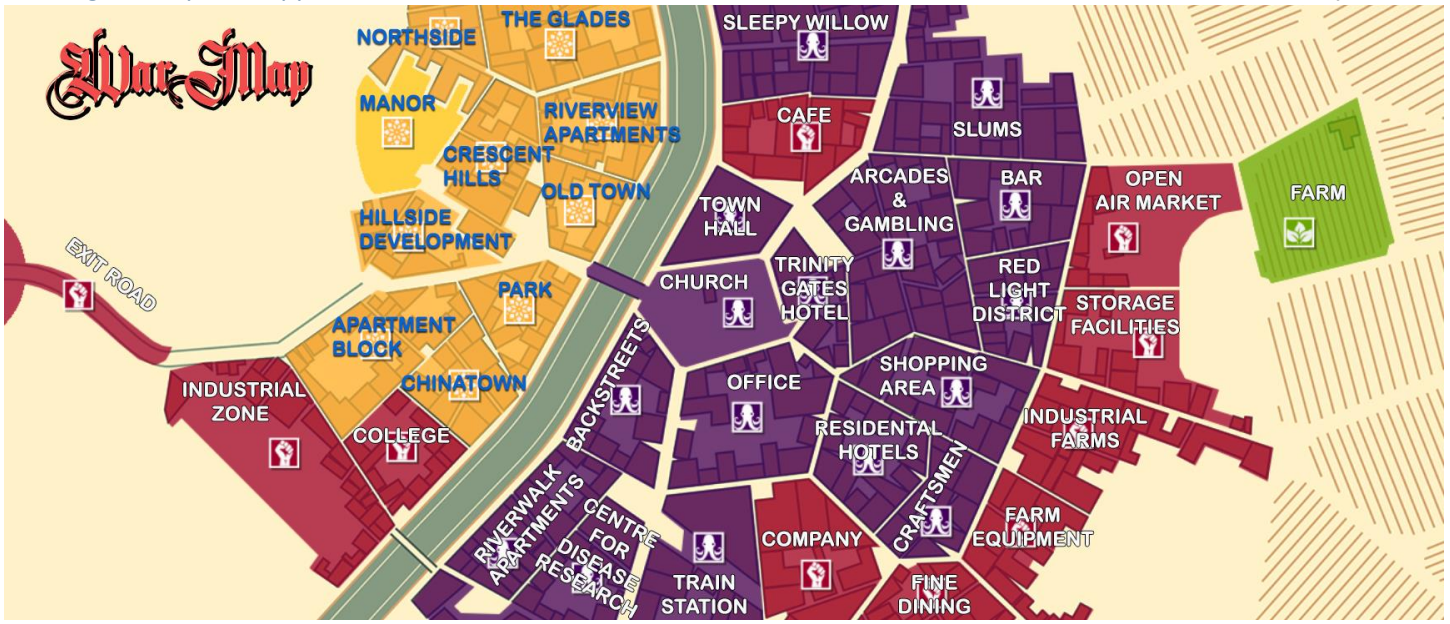 War Map
NORTHSIDE
THE GLADES
MANOR
CRESCENT
HILLS
RIVERVIEW
APARTMENTS
OLD TOWN
HILLSIDE
DEVELOPMENT
EXIT ROAD
PARK
APARTMENT
BLOCK
CHINATOWN
INDUSTRIAL
ZONE
COLLEGE
SLEEPY WILLOW
CAFE
SLUMS
TOWN
HALL
ARCADES
&
GAMBLING
BAR
OPEN
AIR MARKET
FARM
CHURCH
TRINITY
GATES
HOTEL
RED
LIGHT
DISTRICT
STORAGE
FACILITIES
BACKSTREETS
OFFICE
SHOPPING
AREA
RESIDENTAL
HOTELS
INDUSTRIAL
FARMS
CRAFTSMEN
RIVERWALK
APARTMENTS
CENTRE
FOR
DISEASE
RESEARCH
TRAIN
STATION
COMPANY
FARM
EQUIPMENT
FINE
DINING